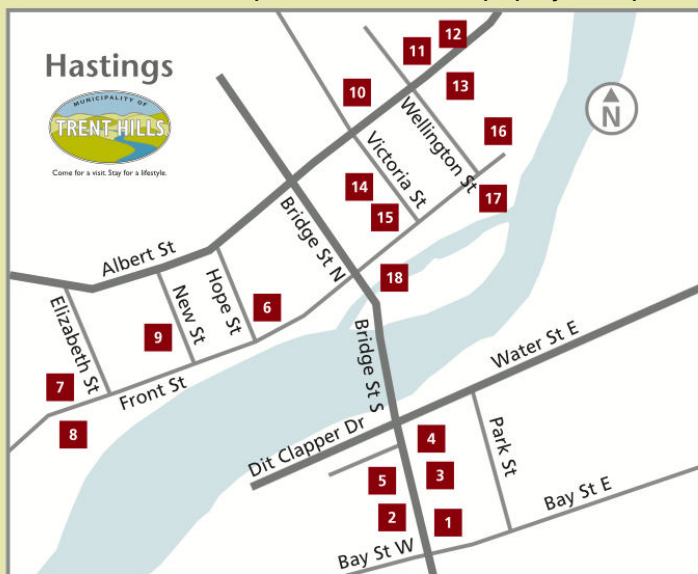 Hastings
MUNICIPALITY OF
TRENT HILLS
Come for a visit. Stay for a lifestyle.
N
12
11
13
10
16
Wellington St
Victoria St
14
15
17
Bridge St N
Albert St
18
Hope St
6
New St
9
Elizabeth St
7
Front St
8
Bridge St S
Water St E
Dit Clapper Dr
4
Park St
3
5
Bay St E
2
1
Bay St W